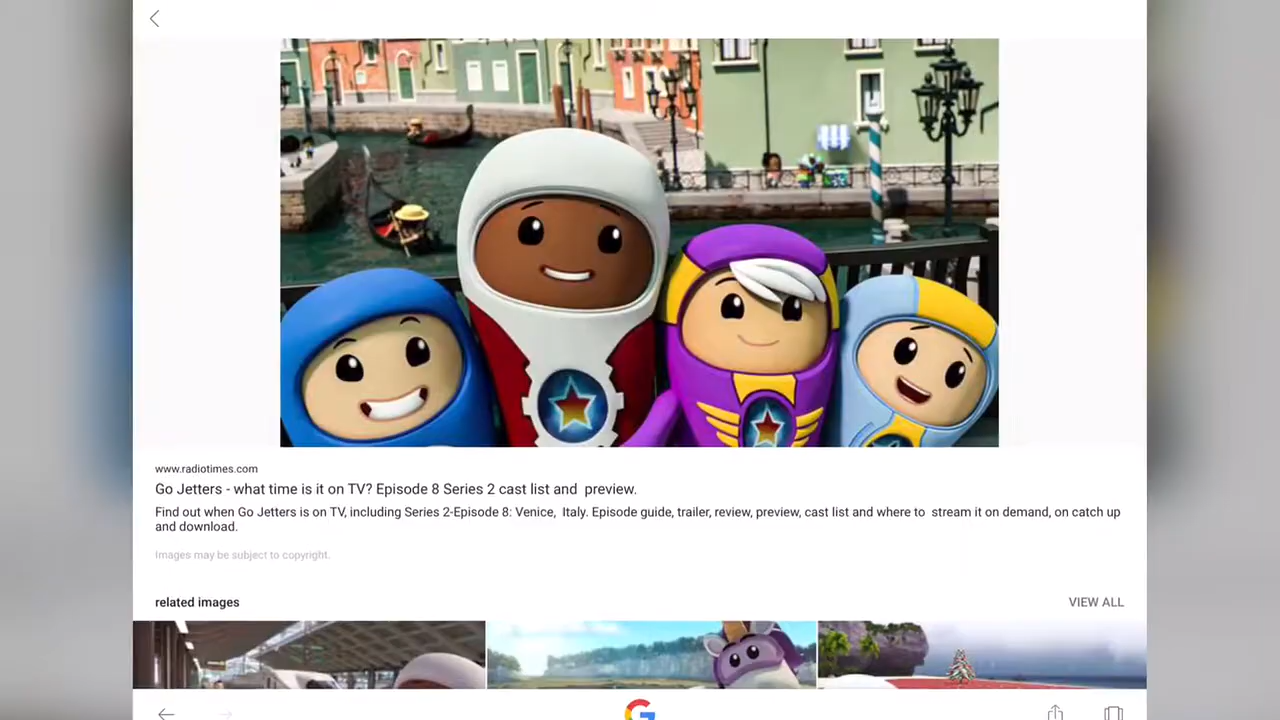 www.radiotimes.com
Go Jetters - what time is it on TV? Episode 8 Series 2 cast list and preview.
Find out when Go Jetters is on TV, including Series 2-Episode 8: Venice, Italy. Episode guide, trailer, review, preview, cast list and where to stream it on demand, on catch up
and download.
Images may be subject to copyright.
related images
VIEW ALL